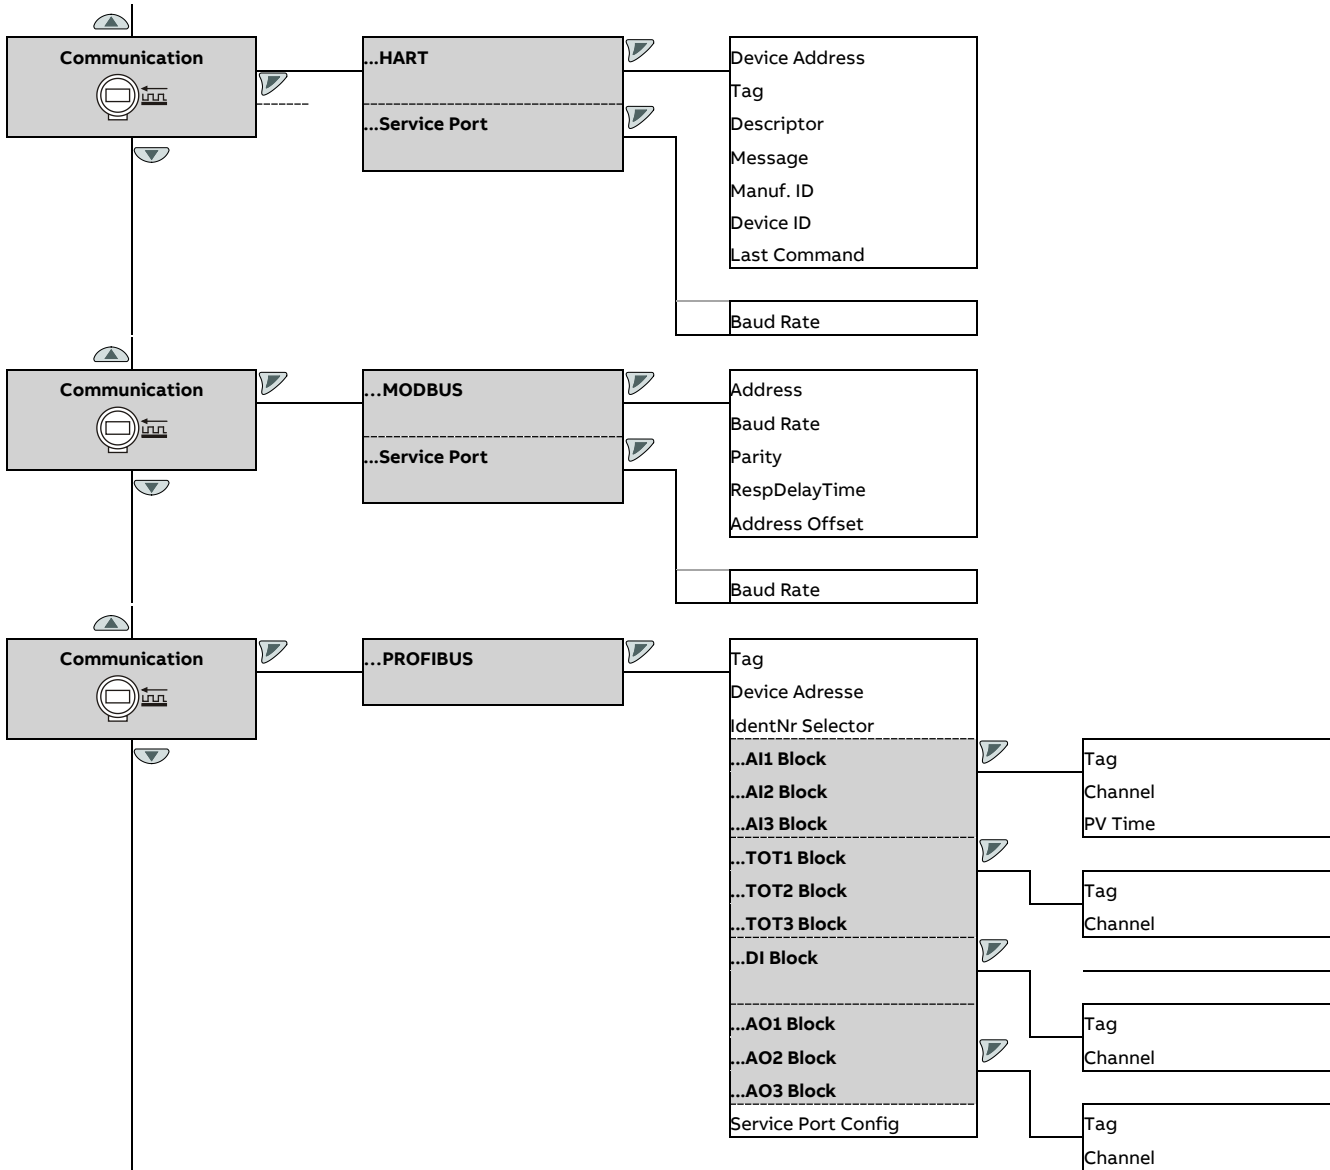 Communication
...HART
...Service Port
Device Address
Tag
Descriptor
Message
Manuf. ID
Device ID
Last Command
Baud Rate
Communication
...MODBUS
...Service Port
Address
Baud Rate
Parity
RespDelayTime
Address Offset
Baud Rate
Communication
...PROFIBUS
Tag
Device Adresse
IdentNr Selector
...AI1 Block
...AI2 Block
...AI3 Block
...TOT1 Block
...TOT2 Block
...TOT3 Block
...DI Block
...AO1 Block
...AO2 Block
...AO3 Block
Service Port Config
Tag
Channel
PV Time
Tag
Channel
Tag
Channel
Tag
Channel